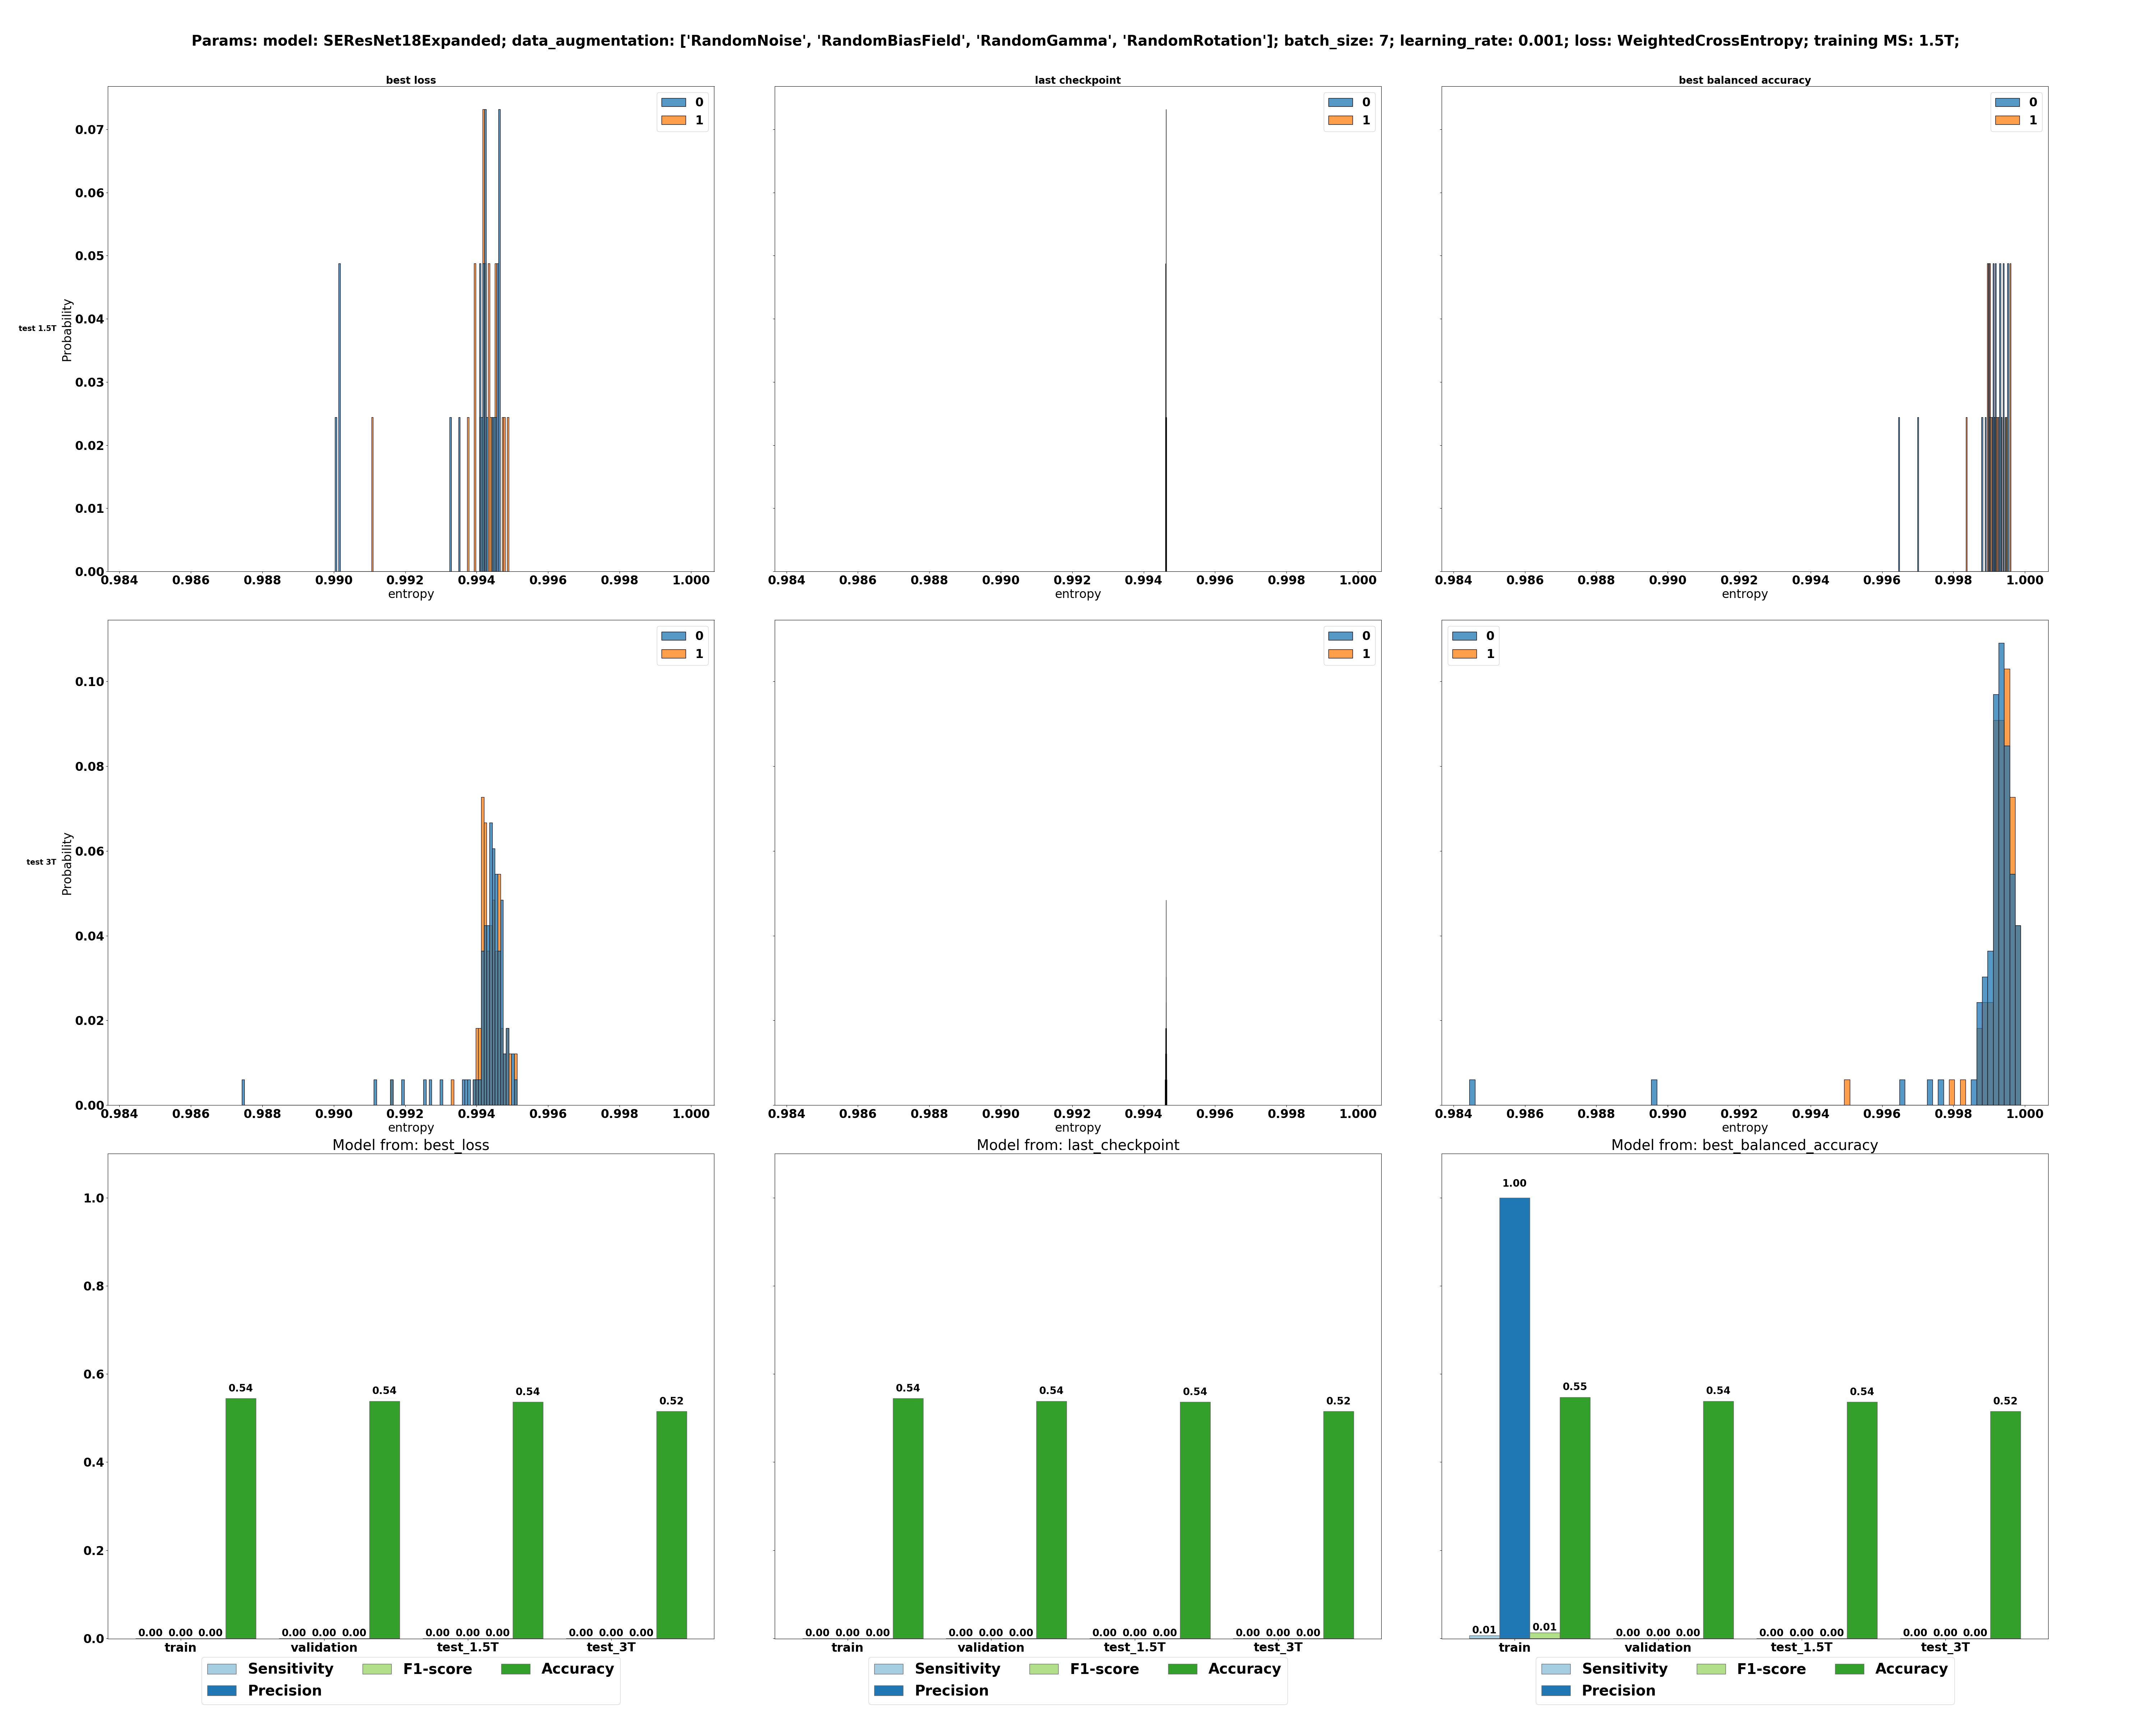 Params: model: SEResNet18Expanded; data_augmentation: ['RandomNoise', 'RandomBiasField', 'RandomGamma', 'RandomRotation']; batch_size: 7; learning_rate: 0.001; loss: WeightedCrossEntropy; training MS: 1.5T;
best loss
0
1
0.07
0.06
0.05
0.04
0.03
0.02
0.01
0.00
test 1.5T
Probability
0.984 0.986 0.988 0.990 0.992 0.994 0.996 0.998 1.000
entropy
last checkpoint
0
1
0.984 0.986 0.988 0.990 0.992 0.994 0.996 0.998 1.000
entropy
best balanced accuracy
0
1
0.984 0.986 0.988 0.990 0.992 0.994 0.996 0.998 1.000
entropy
0
1
0.10
0.08
0.06
0.04
0.02
0.00
test 3T
Probability
0.984 0.986 0.988 0.990 0.992 0.994 0.996 0.998 1.000
entropy
0
1
0.984 0.986 0.988 0.990 0.992 0.994 0.996 0.998 1.000
entropy
0
1
0.984 0.986 0.988 0.990 0.992 0.994 0.996 0.998 1.000
entropy
Model from: best_loss
1.0
0.8
0.6
0.4
0.2
0.0
0.54 0.54 0.54 0.52
0.00 0.00 0.00 0.00 0.00 0.00 0.00 0.00 0.00 0.00 0.00 0.00
train validation test_1.5T test_3T
Sensitivity F1-score Accuracy
Precision
Model from: last_checkpoint
0.54 0.54 0.54 0.52
0.00 0.00 0.00 0.00 0.00 0.00 0.00 0.00 0.00 0.00 0.00 0.00
train validation test_1.5T test_3T
Sensitivity F1-score Accuracy
Precision
Model from: best_balanced_accuracy
1.00
0.55 0.54 0.54 0.52
0.01 0.01 0.00 0.00 0.00 0.00 0.00 0.00 0.00 0.00 0.00
train validation test_1.5T test_3T
Sensitivity F1-score Accuracy
Precision